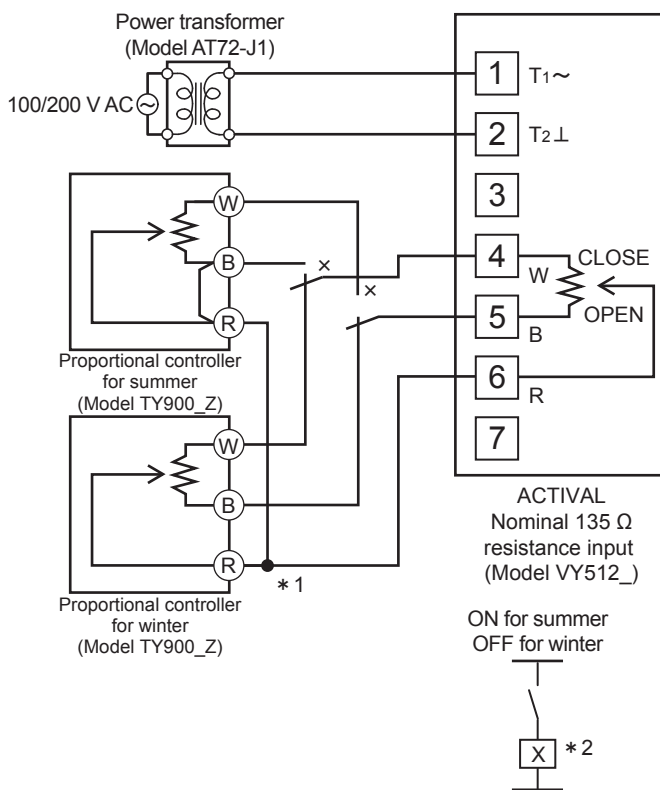 Power transformer
(Model AT72-J1)
100/200 V AC
1 T1～
2 T2⊥
3
4 W
CLOSE
5 B
OPEN
6 R
7
W
B
R
Proportional controller
for summer
(Model TY900_Z)
×
×
W
B
R
*1
Proportional controller
for winter
(Model TY900_Z)
ACTIVAL
Nominal 135 Ω
resistance input
(Model VY512_)
ON for summer
OFF for winter
X *2